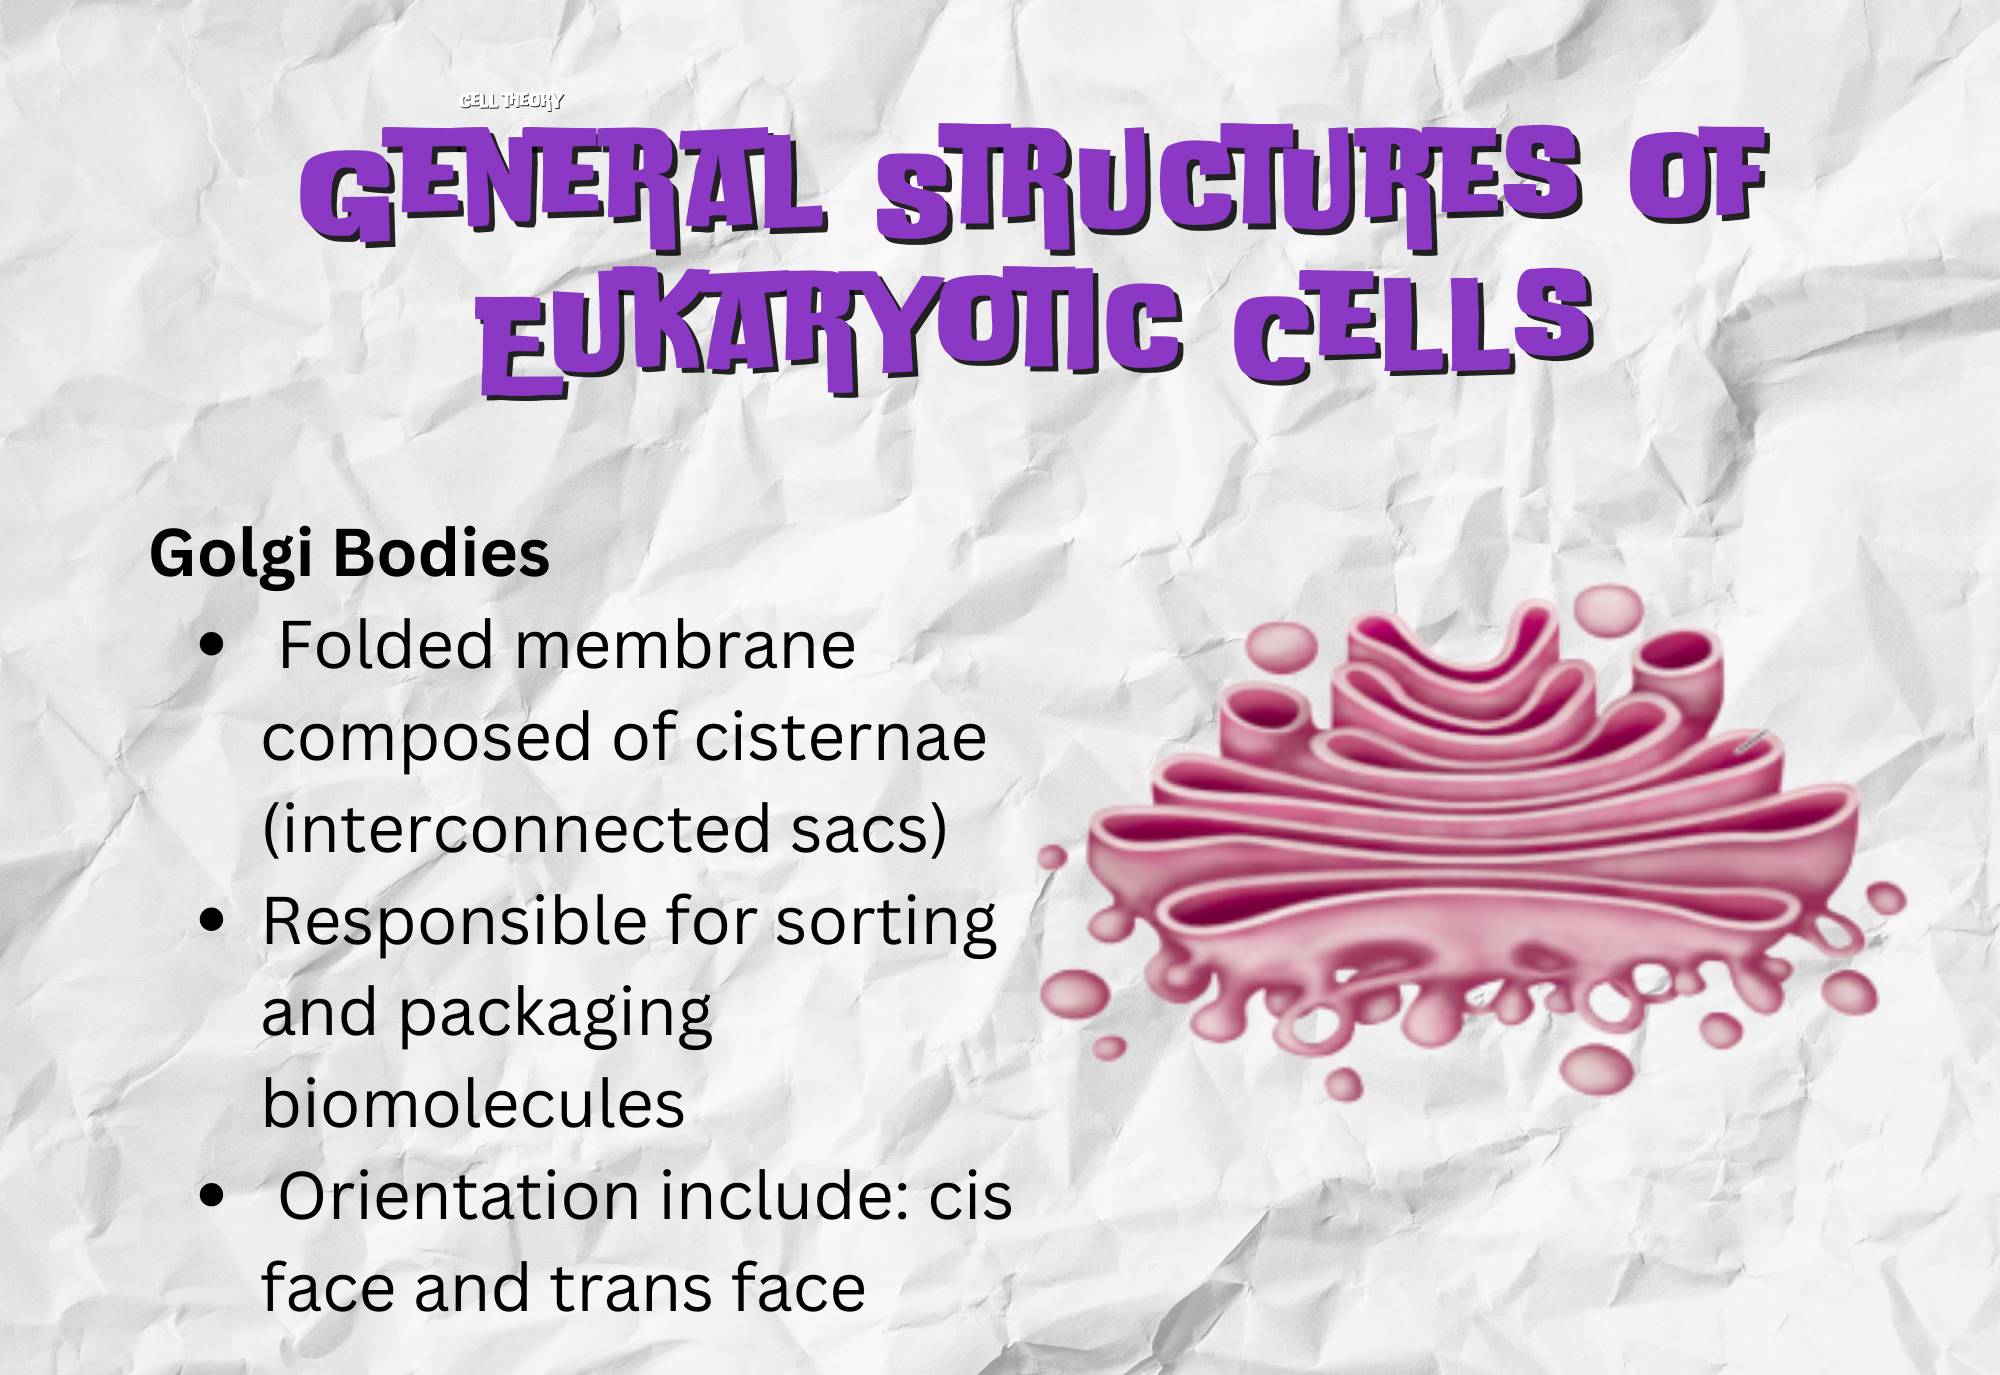 CELL THEORY
GENERAL STRUCTURES OF
EUKARYOTIC CELLS
Golgi Bodies
• Folded membrane
composed of cisternae
(interconnected sacs)
• Responsible for sorting
and packaging
biomolecules
• Orientation include: cis
face and trans face